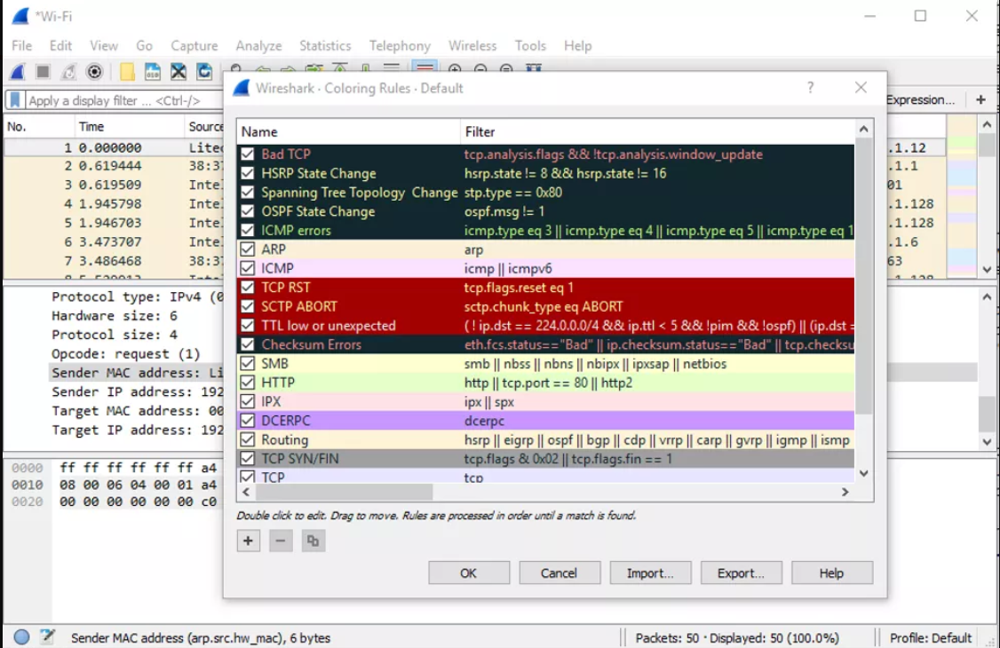 *Wi-Fi
File Edit View Go Capture Analyze Statistics Telephony Wireless Tools Help
Apply a display filter ... <Ctrl-/>
Expression... +
No. Time Source
1 0.000000 Litec .1.12
2 0.619444 38:37 .1.1
3 0.619509 Intel 01
4 1.945798 Intel .1.128
5 1.946703 Intel .1.128
6 3.473707 Intel .1.6
7 3.486468 38:37 63
Protocol type: IPv4 (0
Hardware size: 6
Protocol size: 4
Opcode: request (1)
Sender MAC address: Li
Sender IP address: 192
Target MAC address: 00
Target IP address: 192
0000 ff ff ff ff ff ff a4
0010 08 00 06 04 00 01 a4
0020 00 00 00 00 00 00 c0
Wireshark · Coloring Rules · Default
?
Name Filter
Bad TCP tcp.analysis.flags && !tcp.analysis.window_update
HSRP State Change hsrp.state != 8 && hsrp.state != 16
Spanning Tree Topology Change stp.type == 0x80
OSPF State Change ospf.msg != 1
ICMP errors icmp.type eq 3 || icmp.type eq 4 || icmp.type eq 5 || icmp.type eq 1
ARP arp
ICMP icmp || icmpv6
TCP RST tcp.flags.reset eq 1
SCTP ABORT sctp.chunk_type eq ABORT
TTL low or unexpected ( ! ip.dst == 224.0.0.0/4 && ip.ttl < 5 && !pim && !ospf) || (ip.dst =
Checksum Errors eth.fcs.status=="Bad" || ip.checksum.status=="Bad" || tcp.checksu
SMB smb || nbss || nbns || nbipx || ipxsap || netbios
HTTP http || tcp.port == 80 || http2
IPX ipx || spx
DCERPC dcerpc
Routing hsrp || eigrp || ospf || bgp || cdp || vrrp || carp || gvrp || igmp || ismp
TCP SYN/FIN tcp.flags & 0x02 || tcp.flags.fin == 1
TCP tcp
Double click to edit. Drag to move. Rules are processed in order until a match is found.
OK Cancel Import... Export... Help
Sender MAC address (arp.src.hw_mac), 6 bytes
Packets: 50 · Displayed: 50 (100.0%)
Profile: Default